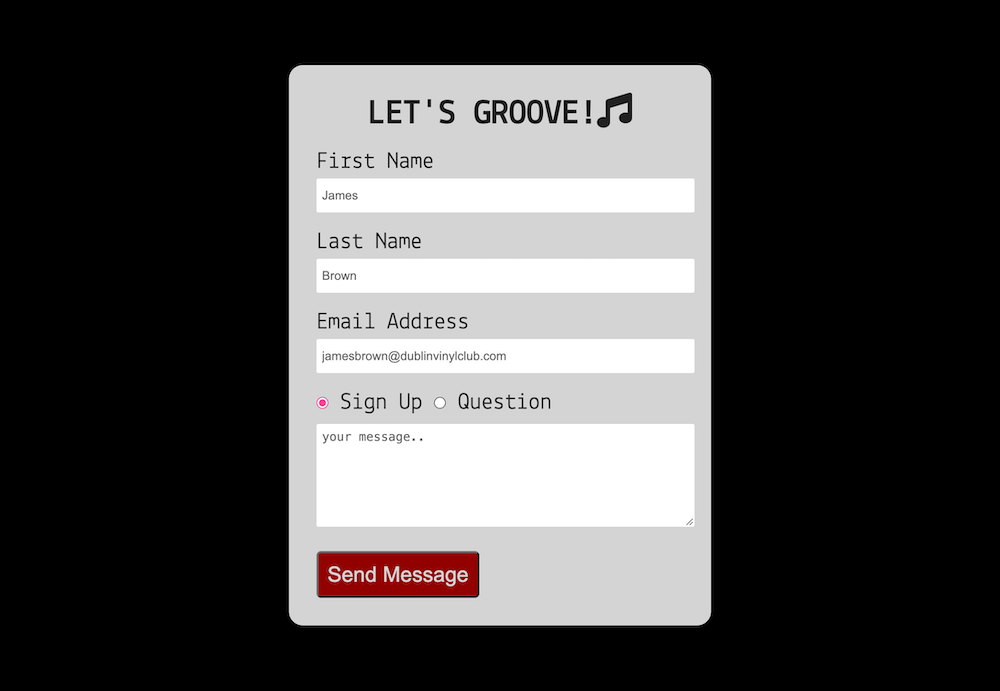 LET'S GROOVE!
First Name
James
Last Name
Brown
Email Address
jamesbrown@dublinvinylclub.com
Sign Up Question
your message..
Send Message